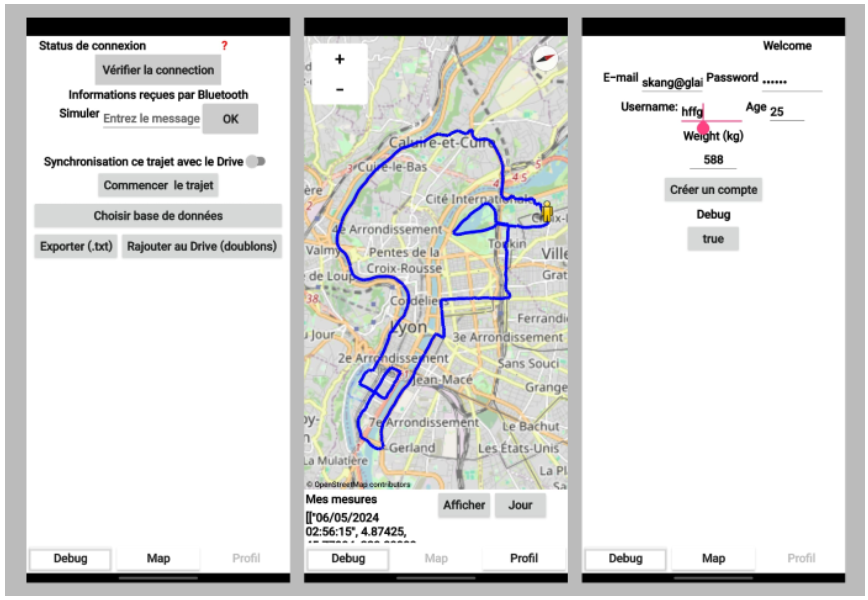 Status de connexion ?
Vérifier la connection
Informations reçues par Bluetooth
Simuler Entrez le message OK
Synchronisation ce trajet avec le Drive
Commencer le trajet
Choisir base de données
Exporter (.txt) Rajouter au Drive (doublons)
Debug Map Profil
+
-
Caluire-et-Cuire
Cuire-le-Bas
Cité Internationale
4e Arrondissement
Tonkin
Valmy
Pentes de la
Croix-Rousse
Ville
Grat
de Loup
38
Cordeliers
Ferrandi
Jour
Lyon
3e Arrondissement
2e Arrondissement
Sans Souci
Jean-Macé
Grange
7e Arrondissement
Le Bachut
Gerland
Les États-Unis
La Mulatière
La Pl
© OpenStreetMap contributors
Mes mesures Afficher Jour
[["06/05/2024
02:56:15", 4.87425,
Debug Map Profil
Welcome
E-mail skang@glai Password ••••••
Username: hffg Age 25
Weight (kg)
588
Créer un compte
Debug
true
Debug Map Profil